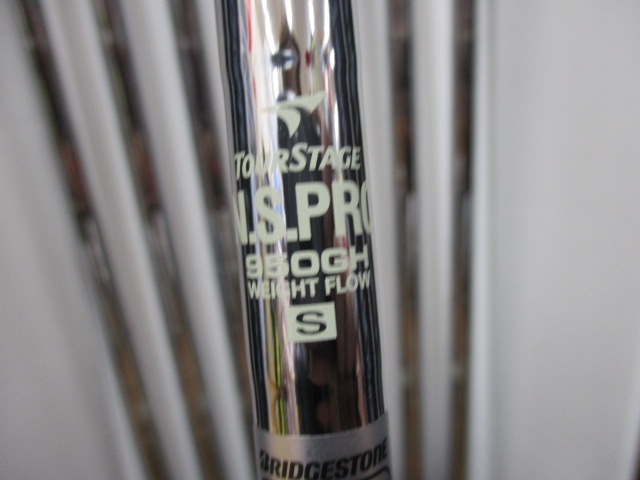 TOURSTAGE
N.S.PRO
950GH
WEIGHT FLOW
S
BRIDGESTONE